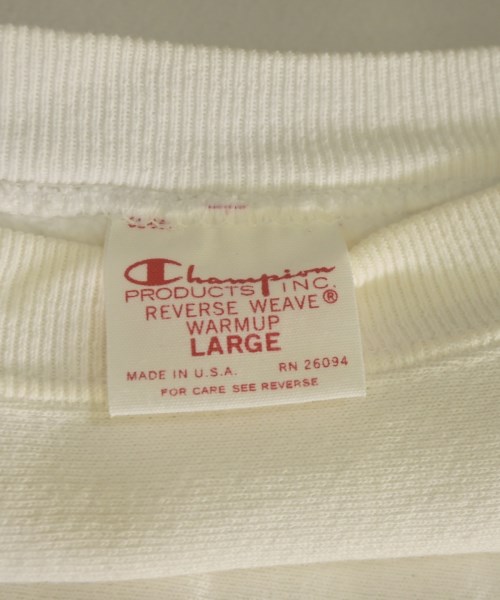 Champion
PRODUCTS INC.
REVERSE WEAVE®
WARMUP
LARGE
MADE IN U.S.A. RN 26094
FOR CARE SEE REVERSE